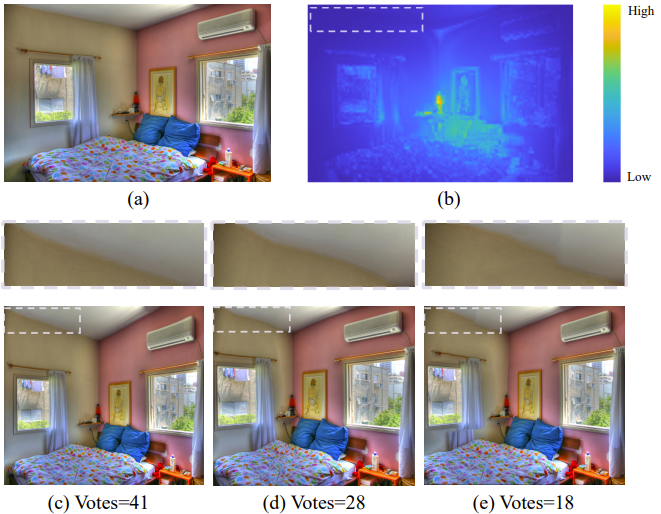 High
Low
(a)
(b)
(c) Votes=41
(d) Votes=28
(e) Votes=18